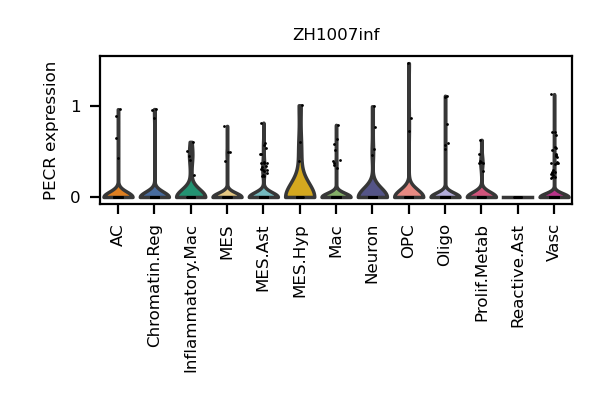 ZH1007inf
PECR expression
1
0
AC
Chromatin.Reg
Inflammatory.Mac
MES
MES.Ast
MES.Hyp
Mac
Neuron
OPC
Oligo
Prolif.Metab
Reactive.Ast
Vasc